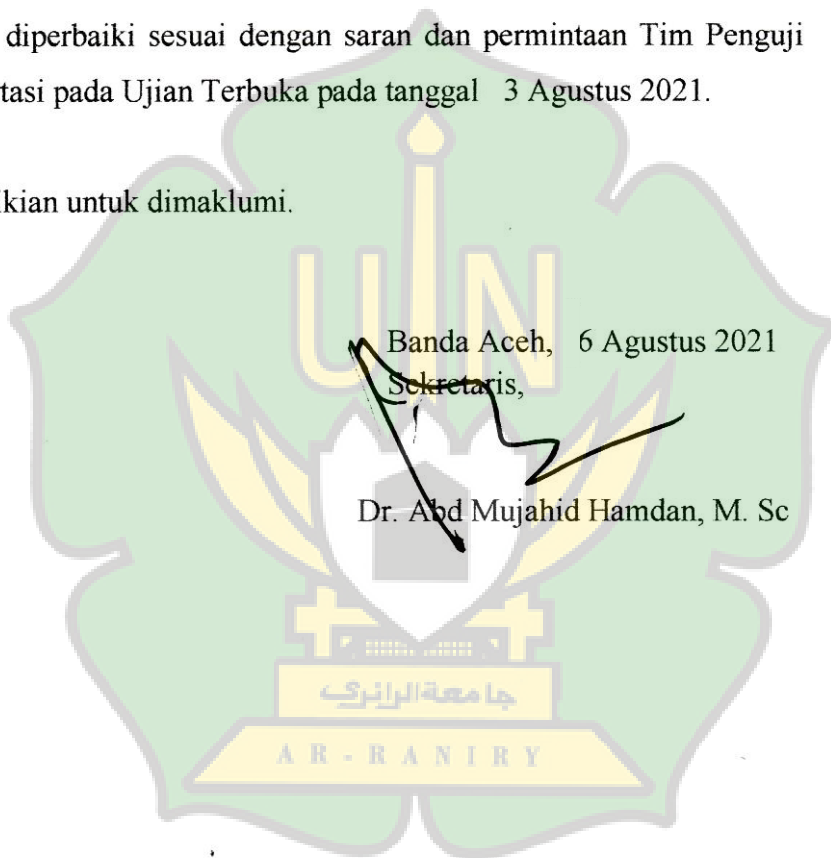 diperbaiki sesuai dengan saran dan permintaan Tim Penguji
tasi pada Ujian Terbuka pada tanggal 3 Agustus 2021.
kian untuk dimaklumi.
UIN
Banda Aceh, 6 Agustus 2021
Sekretaris,
Dr. Abd Mujahid Hamdan, M. Sc
جامعة الرانري
AR-RANIRY